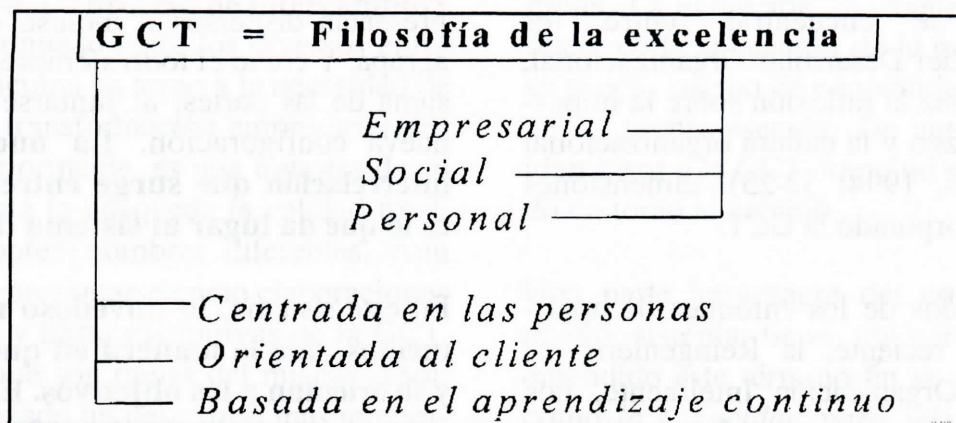 GCT = Filosofía de la excelencia
Empresarial
Social
Personal
Centrada en las personas
Orientada al cliente
Basada en el aprendizaje continuo